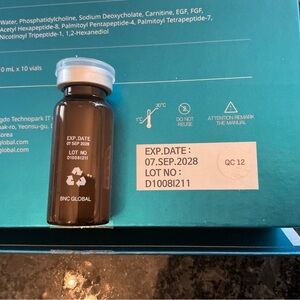 Water, Phosphatidylcholine, Sodium Deoxycholate, Carnitine, EGF, FGF,
Acetyl Hexapeptide-8, Palmitoyl Pentapeptide-4, Palmitoyl Tetrapeptide-7,
Nicotinoyl Tripeptide-1, 1,2-Hexanediol
0 mL x 10 vials
gdo Technopark IT
ak-ro, Yeonsu-gu,
orea
global.com
global.com
30°C
DO NOT
REUSE
ATTENTION REMARK
THE MANUAL
EXP.DATE
07 SEP 2028
LOT NO
D1008I211
BNC GLOBAL
EXP.DATE :
07.SEP.2028
LOT NO :
D1008I211
QC 12